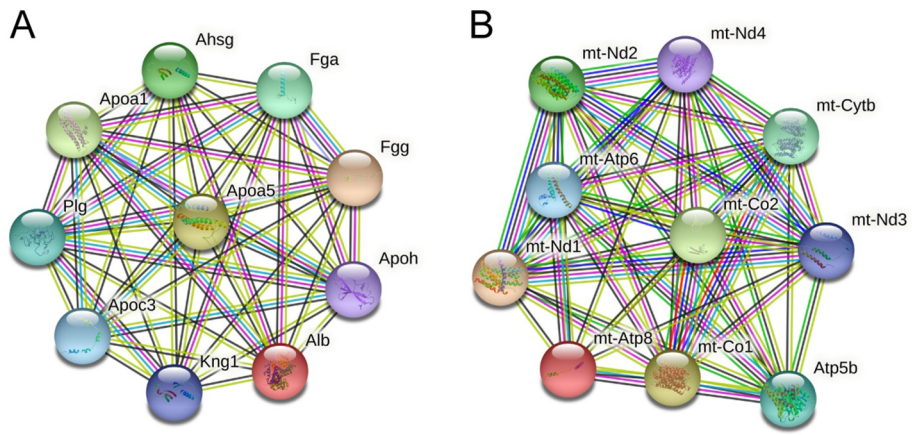 A
Ahsg
Fga
Apoa1
Fgg
Plg
Apoa5
Apoh
Apoc3
Kng1
Alb
B
mt-Nd4
mt-Nd2
mt-Cytb
mt-Atp6
mt-Co2
mt-Nd3
mt-Nd1
mt-Atp8
mt-Co1
Atp5b